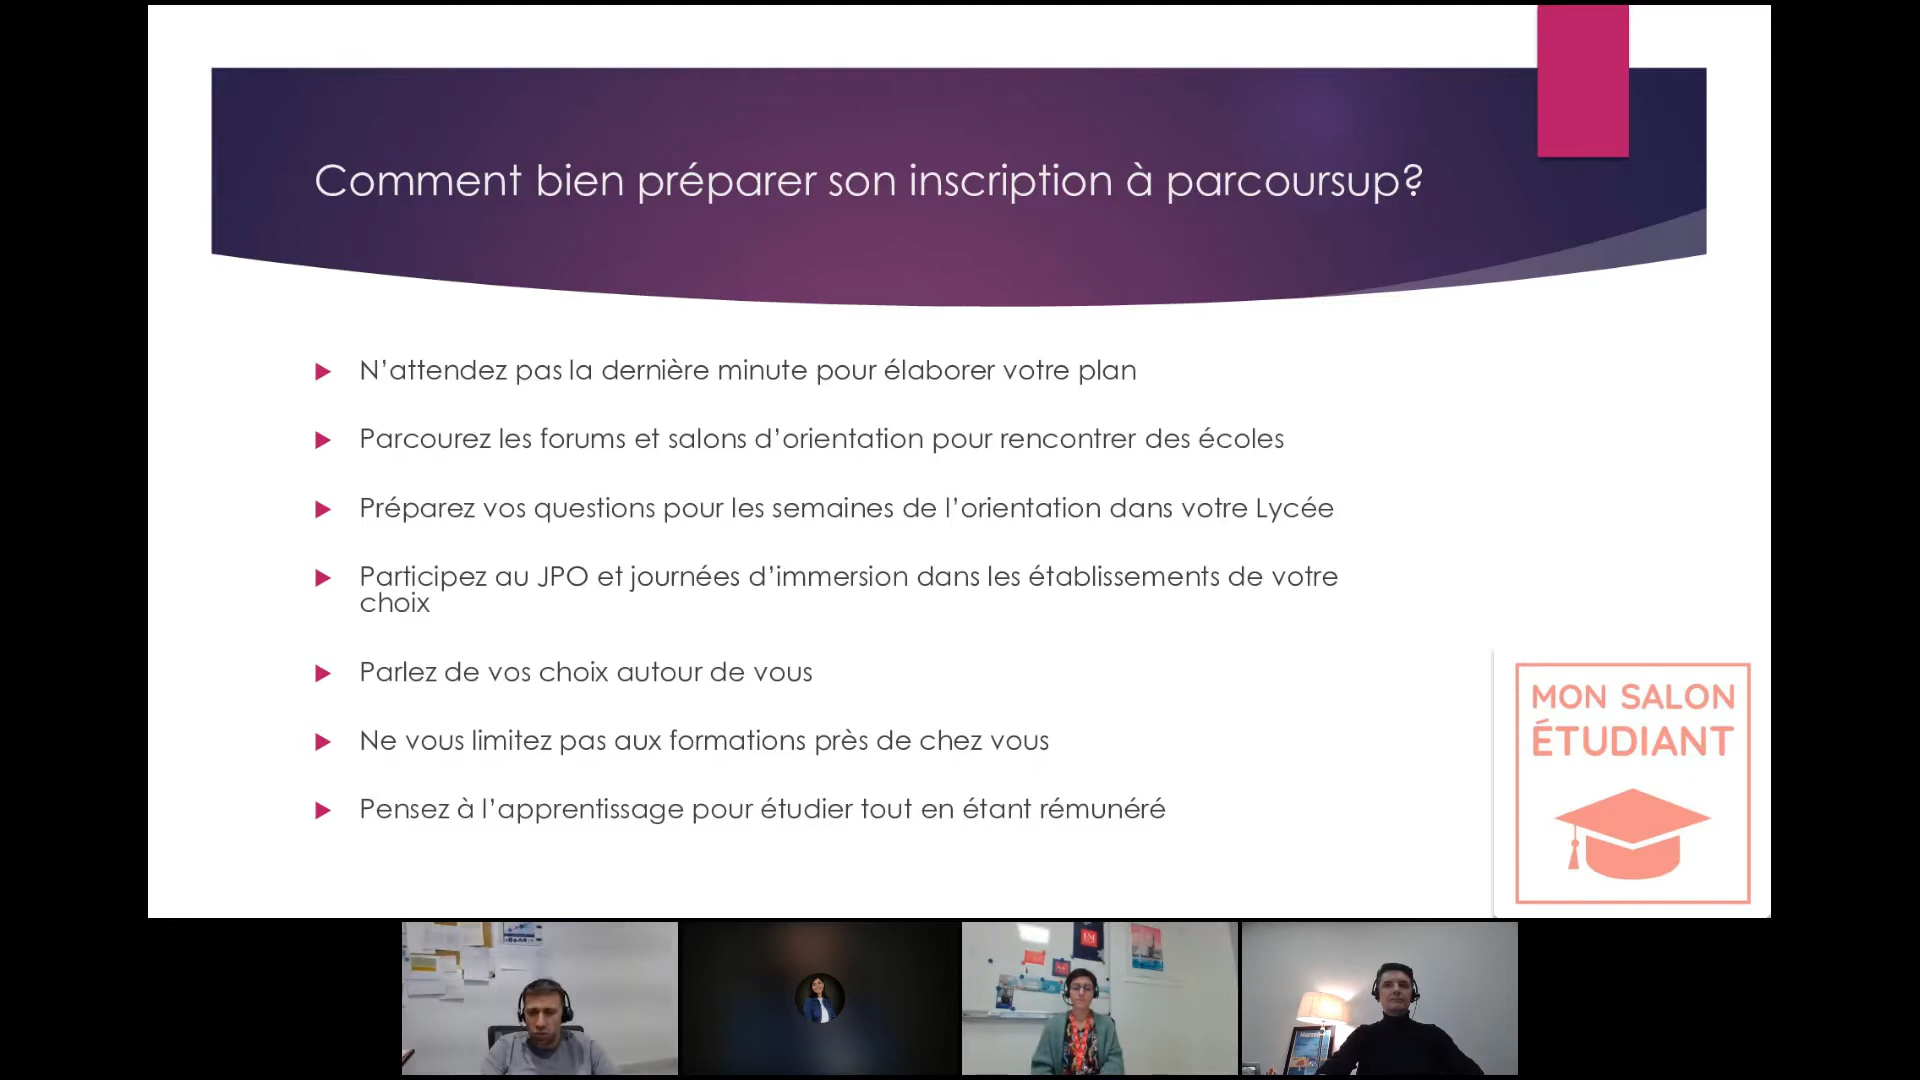 Comment bien préparer son inscription à parcoursup?
N’attendez pas la dernière minute pour élaborer votre plan
Parcourez les forums et salons d’orientation pour rencontrer des écoles
Préparez vos questions pour les semaines de l’orientation dans votre Lycée
Participez au JPO et journées d’immersion dans les établissements de votre
choix
Parlez de vos choix autour de vous
Ne vous limitez pas aux formations près de chez vous
Pensez à l’apprentissage pour étudier tout en étant rémunéré
MON SALON
ÉTUDIANT